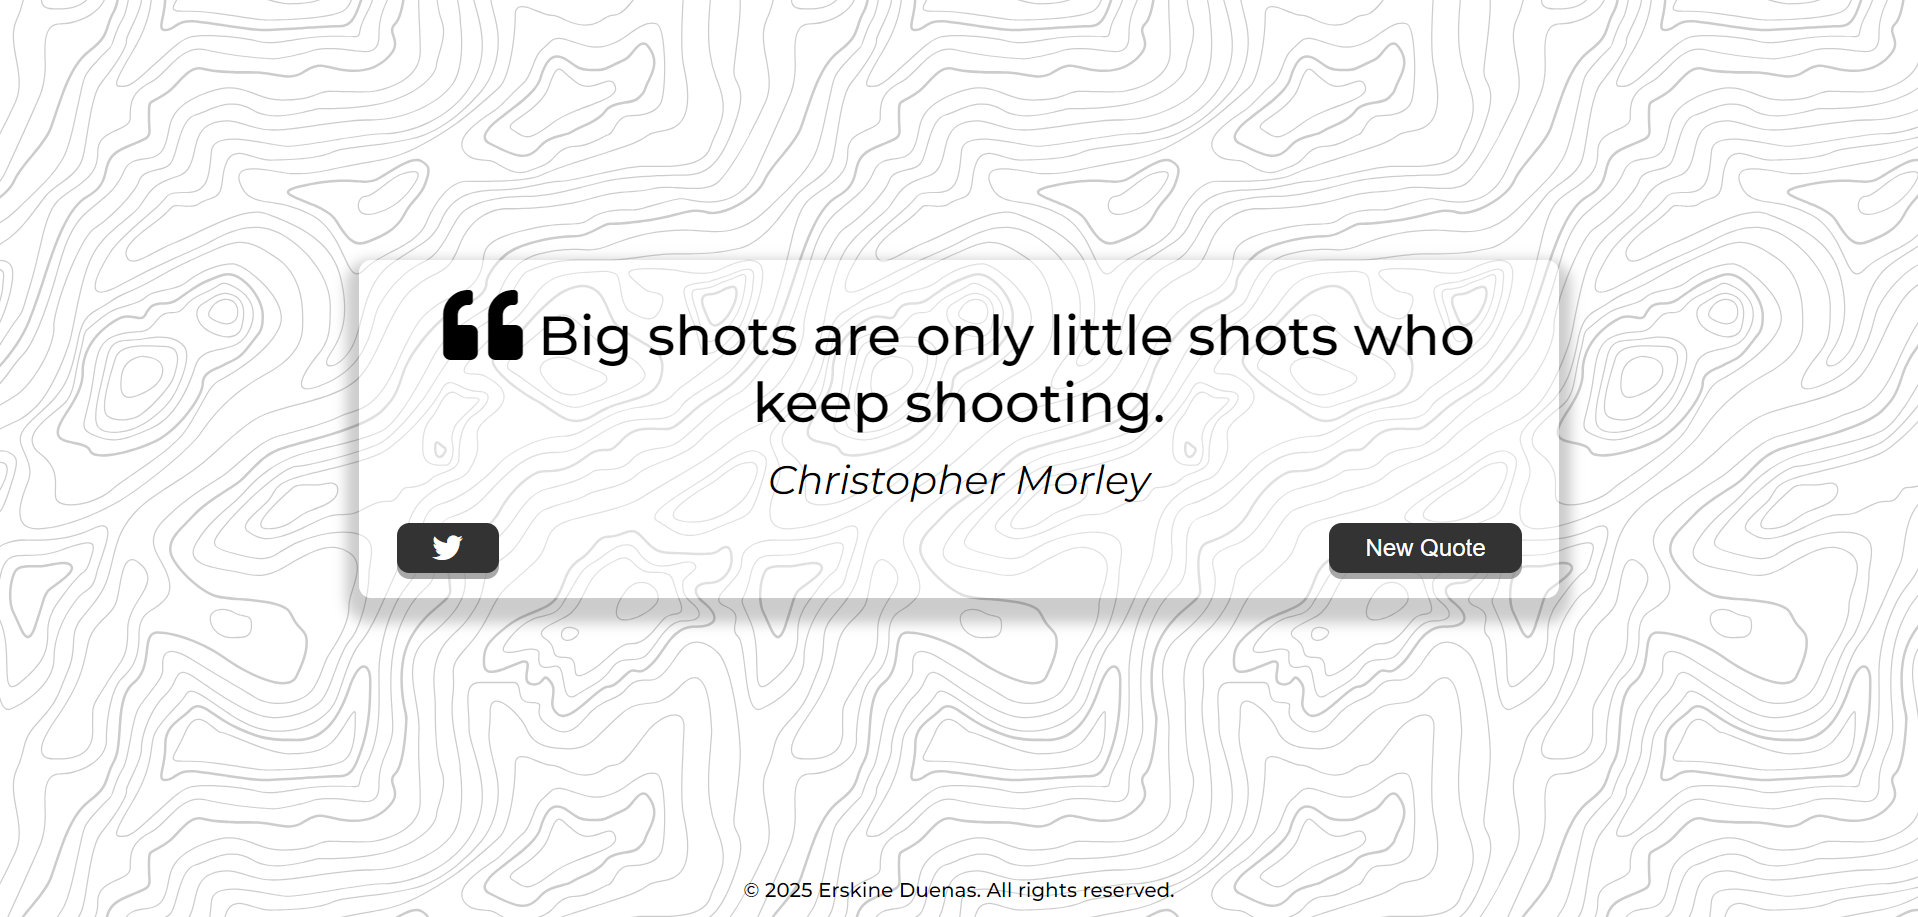 Big shots are only little shots who
keep shooting.
Christopher Morley
New Quote
© 2025 Erskine Duenas. All rights reserved.